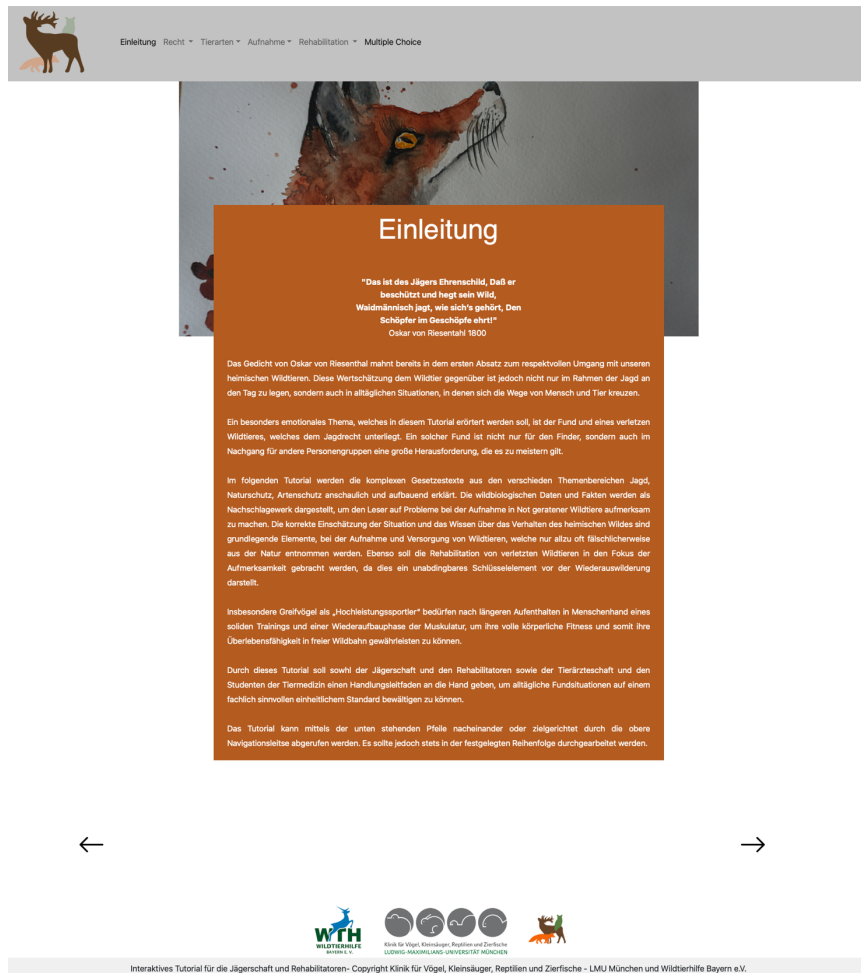 Einleitung Recht Tierarten Aufnahme Rehabilitation Multiple Choice
Einleitung
"Das ist des Jägers Ehrenschild, Daß er
beschützt und hegt sein Wild,
Waidmännisch jagt, wie sich's gehört, Den
Schöpfer im Geschöpfe ehrt!"
Oskar von Riesentahl 1800
Das Gedicht von Oskar von Riesenthal mahnt bereits in dem ersten Absatz zum respektvollen Umgang mit unseren
heimischen Wildtieren. Diese Wertschätzung dem Wildtier gegenüber ist jedoch nicht nur im Rahmen der Jagd an
den Tag zu legen, sondern auch in alltäglichen Situationen, in denen sich die Wege von Mensch und Tier kreuzen.
Ein besonders emotionales Thema, welches in diesem Tutorial erörtert werden soll, ist der Fund und eines verletzen
Wildtieres, welches dem Jagdrecht unterliegt. Ein solcher Fund ist nicht nur für den Finder, sondern auch im
Nachgang für andere Personengruppen eine große Herausforderung, die es zu meistern gilt.
Im folgenden Tutorial werden die komplexen Gesetzestexte aus den verschieden Themenbereichen Jagd,
Naturschutz, Artenschutz anschaulich und aufbauend erklärt. Die wildbiologischen Daten und Fakten werden als
Nachschlagewerk dargestellt, um den Leser auf Probleme bei der Aufnahme in Not geratener Wildtiere aufmerksam
zu machen. Die korrekte Einschätzung der Situation und das Wissen über das Verhalten des heimischen Wildes sind
grundlegende Elemente, bei der Aufnahme und Versorgung von Wildtieren, welche nur allzu oft fälschlicherweise
aus der Natur entnommen werden. Ebenso soll die Rehabilitation von verletzten Wildtieren in den Fokus der
Aufmerksamkeit gebracht werden, da dies ein unabdingbares Schlüsselelement vor der Wiederauswilderung
darstellt.
Insbesondere Greifvögel als „Hochleistungssportler“ bedürfen nach längeren Aufenthalten in Menschenhand eines
soliden Trainings und einer Wiederaufbauphase der Muskulatur, um ihre volle körperliche Fitness und somit ihre
Überlebensfähigkeit in freier Wildbahn gewährleisten zu können.
Durch dieses Tutorial soll sowhl der Jägerschaft und den Rehabilitatoren sowie der Tierärzteschaft und den
Studenten der Tiermedizin einen Handlungsleitfaden an die Hand geben, um alltägliche Fundsituationen auf einem
fachlich sinnvollen einheitlichem Standard bewältigen zu können.
Das Tutorial kann mittels der unten stehenden Pfeile nacheinander oder zielgerichtet durch die obere
Navigationsleitse abgerufen werden. Es sollte jedoch stets in der festgelegten Reihenfolge durchgearbeitet werden.
WTH
WILDTIERHILFE
BAYERN E. V.
Klinik für Vögel, Kleinsäuger, Reptilien und Zierfische
LUDWIG-MAXIMILIANS-UNIVERSITÄT MÜNCHEN
Interaktives Tutorial für die Jägerschaft und Rehabilitatoren- Copyright Klinik für Vögel, Kleinsäuger, Reptilien und Zierfische - LMU München und Wildtierhilfe Bayern e.V.